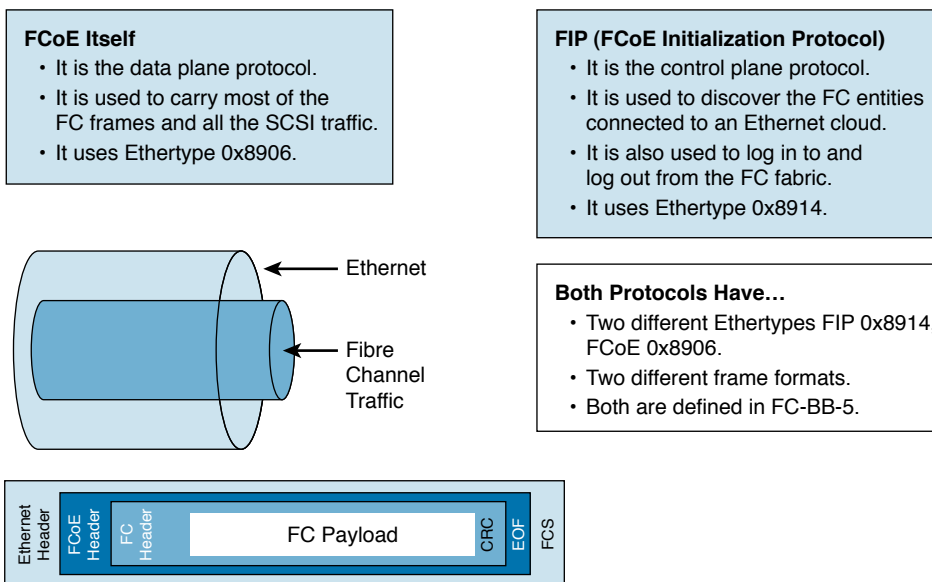 FCoE Itself
• It is the data plane protocol.
• It is used to carry most of the
FC frames and all the SCSI traffic.
• It uses Ethertype 0x8906.
FIP (FCoE Initialization Protocol)
• It is the control plane protocol.
• It is used to discover the FC entities
connected to an Ethernet cloud.
• It is also used to log in to and
log out from the FC fabric.
• It uses Ethertype 0x8914.
Ethernet
Fibre
Channel
Traffic
Both Protocols Have…
• Two different Ethertypes FIP 0x8914
FCoE 0x8906.
• Two different frame formats.
• Both are defined in FC-BB-5.
Ethernet
Header
FCoE
Header
FC
Header
FC Payload
CRC
EOF
FCS